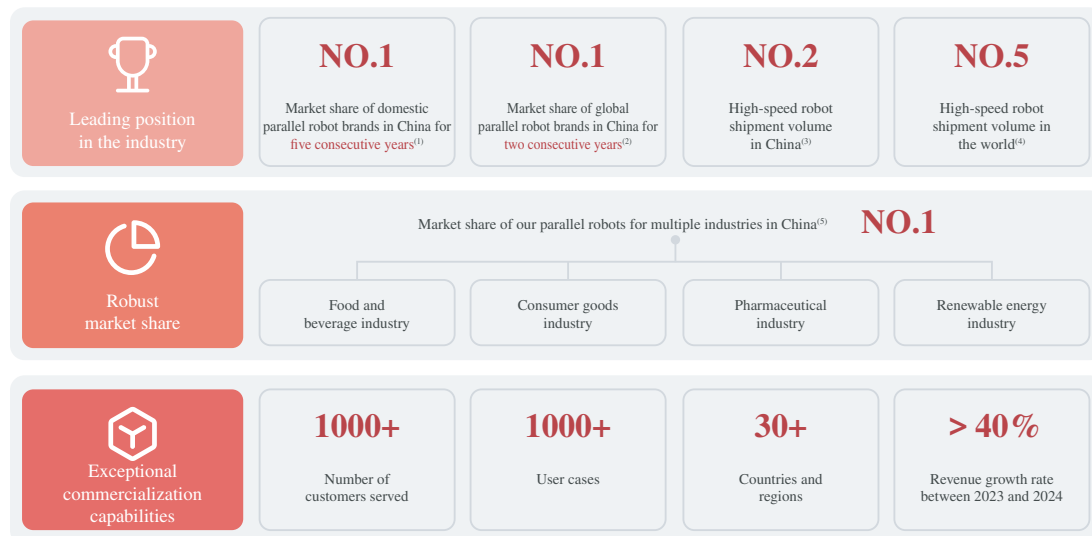 Leading position
in the industry
NO.1
Market share of domestic
parallel robot brands in China for
five consecutive years(1)
NO.1
Market share of global
parallel robot brands in China for
two consecutive years(2)
NO.2
High-speed robot
shipment volume
in China(3)
NO.5
High-speed robot
shipment volume in
the world(4)
Robust
market share
Market share of our parallel robots for multiple industries in China(5) NO.1
Food and
beverage industry
Consumer goods
industry
Pharmaceutical
industry
Renewable energy
industry
Exceptional
commercialization
capabilities
1000+
Number of
customers served
1000+
User cases
30+
Countries and
regions
> 40%
Revenue growth rate
between 2023 and 2024